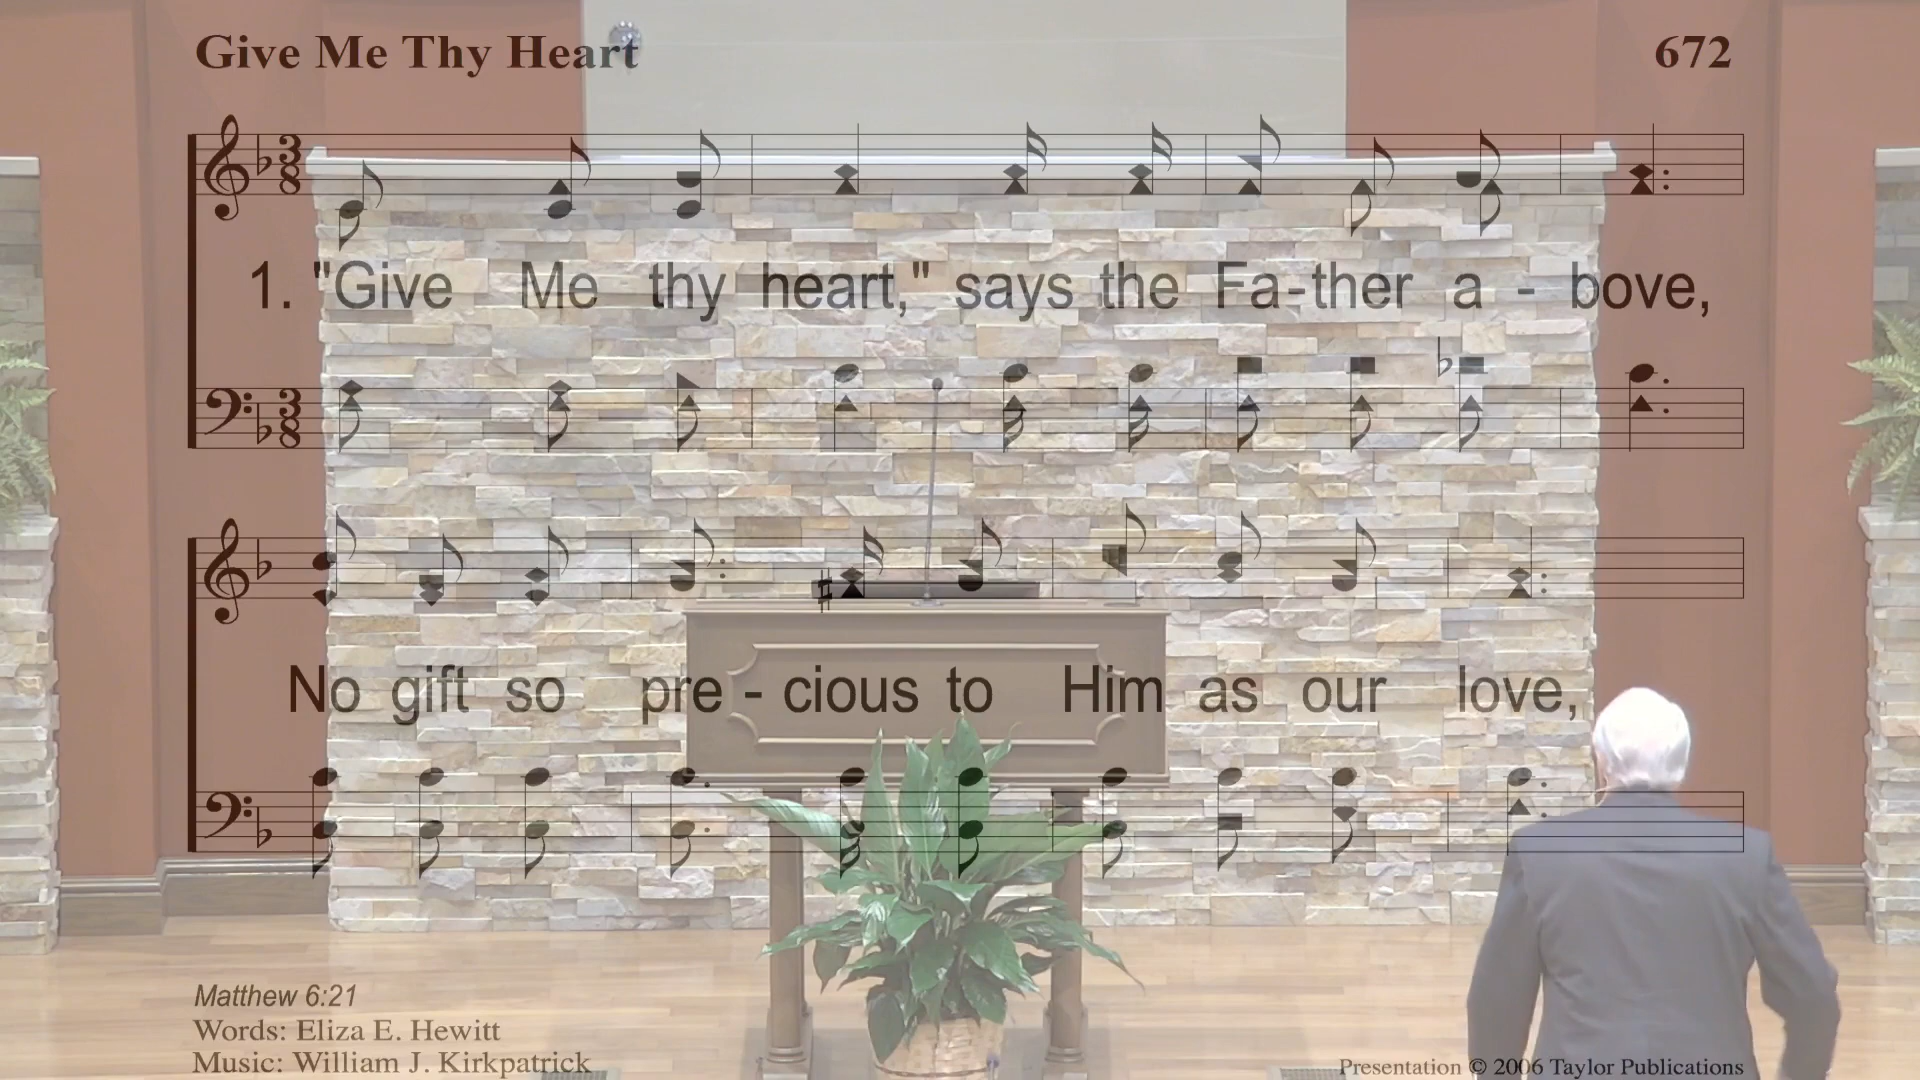 Give Me Thy Heart 672
1. "Give Me thy heart," says the Fa-ther a - bove,
No gift so pre - cious to Him as our love,
Matthew 6:21
Words: Eliza E. Hewitt
Music: William J. Kirkpatrick
Presentation © 2006 Taylor Publications